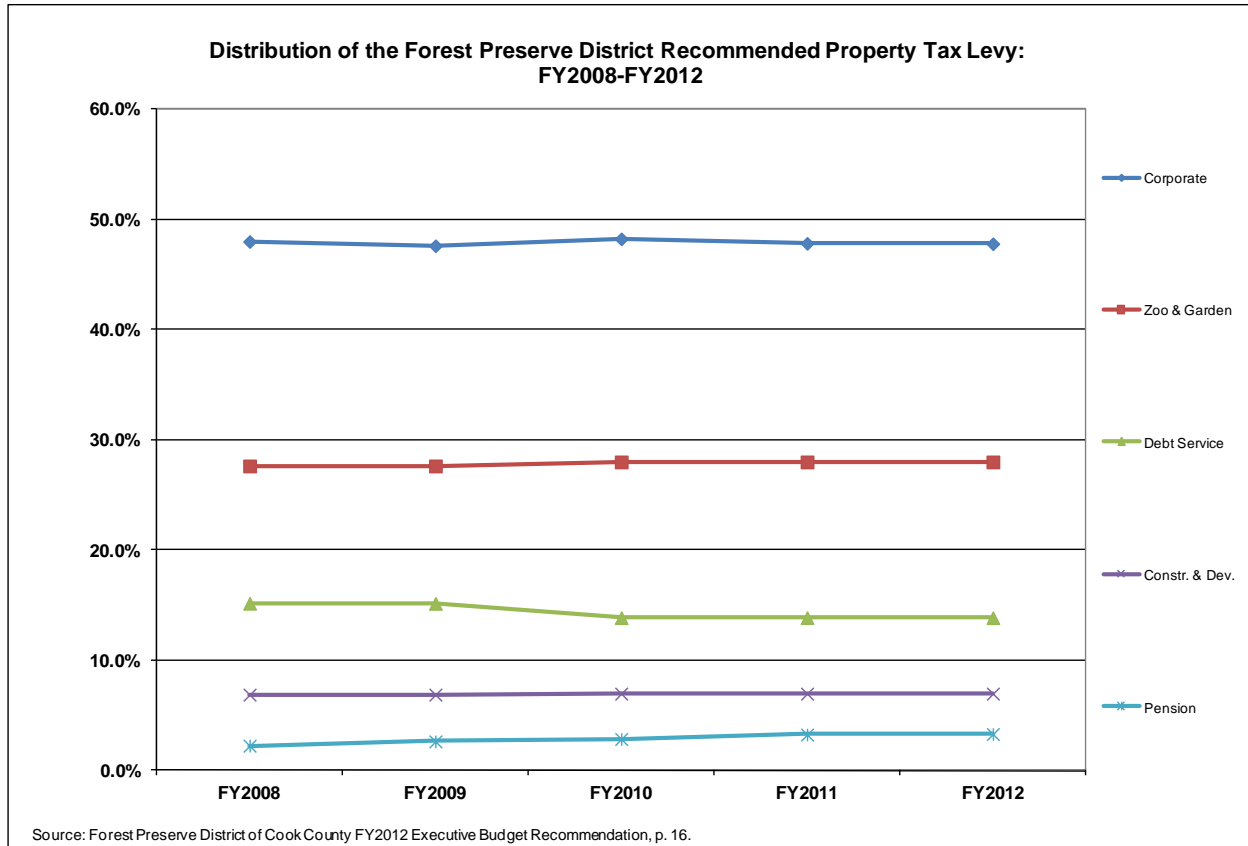 Distribution of the Forest Preserve District Recommended Property Tax Levy:
FY2008-FY2012
60.0%
50.0%
40.0%
30.0%
20.0%
10.0%
0.0%
FY2008
FY2009
FY2010
FY2011
FY2012
Corporate
Zoo & Garden
Debt Service
Constr. & Dev.
Pension
Source: Forest Preserve District of Cook County FY2012 Executive Budget Recommendation, p. 16.